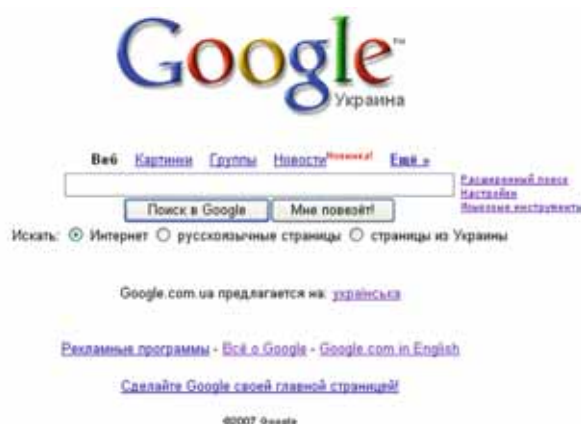 Google™
Украина
Веб Картинки Группы Новости Новинка! Ещё »
Расширенный поиск
Настройки
Языковые инструменты
Поиск в Google Мне повезёт!
Искать: Интернет русскоязычные страницы страницы из Украины
Google.com.ua предлагается на: українська
Рекламные программы - Всё о Google - Google.com in English
Сделайте Google своей главной страницей!
©2007 Google